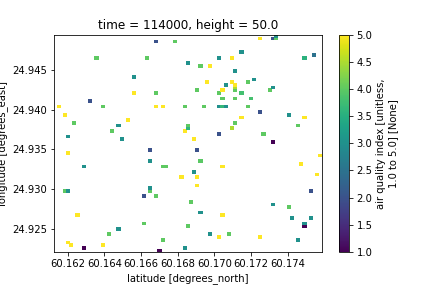 time = 114000, height = 50.0
24.945
24.940
24.935
24.930
24.925
longitude [degrees_east]
60.162 60.164 60.166 60.168 60.170 60.172 60.174
latitude [degrees_north]
5.0
4.5
4.0
3.5
3.0
2.5
2.0
1.5
1.0
air quality index [unitless,
1.0 to 5.0] [None]